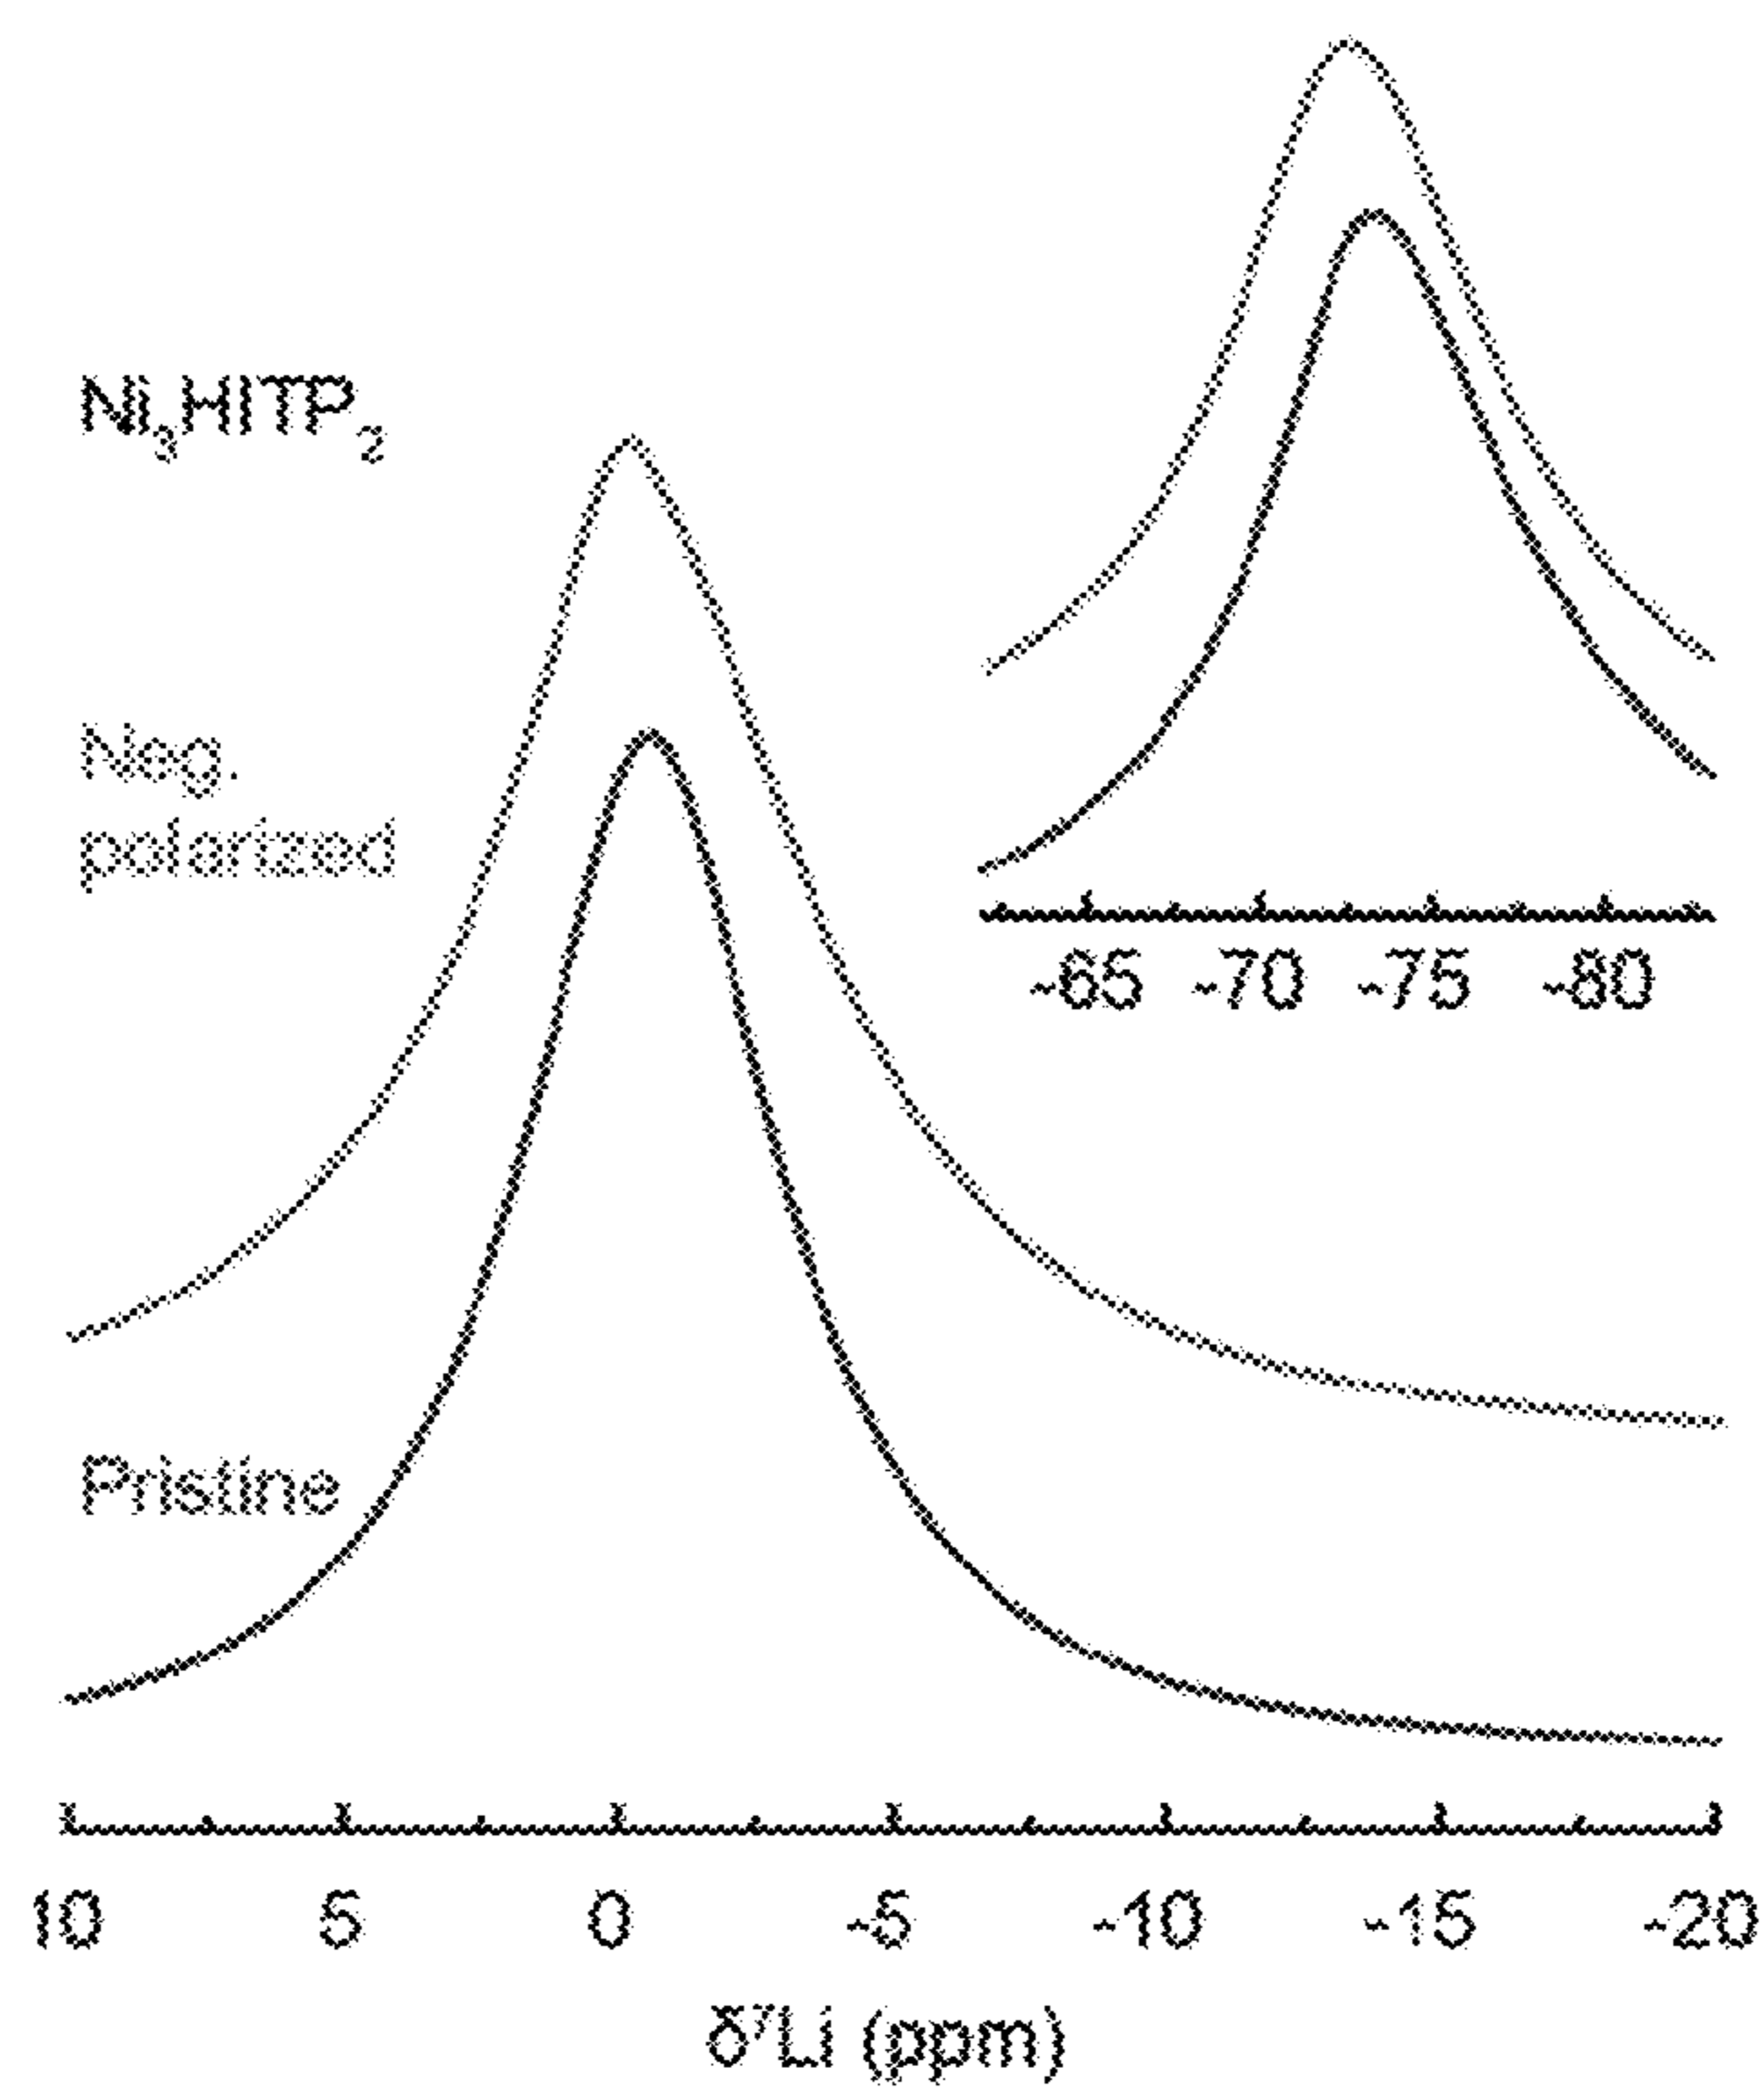 Ni₃HITP₂
Neg.
polarized
-65 -70 -75 -80
Pristine
10 5 0 -5 -10 -15 -20
δ⁷Li (ppm)